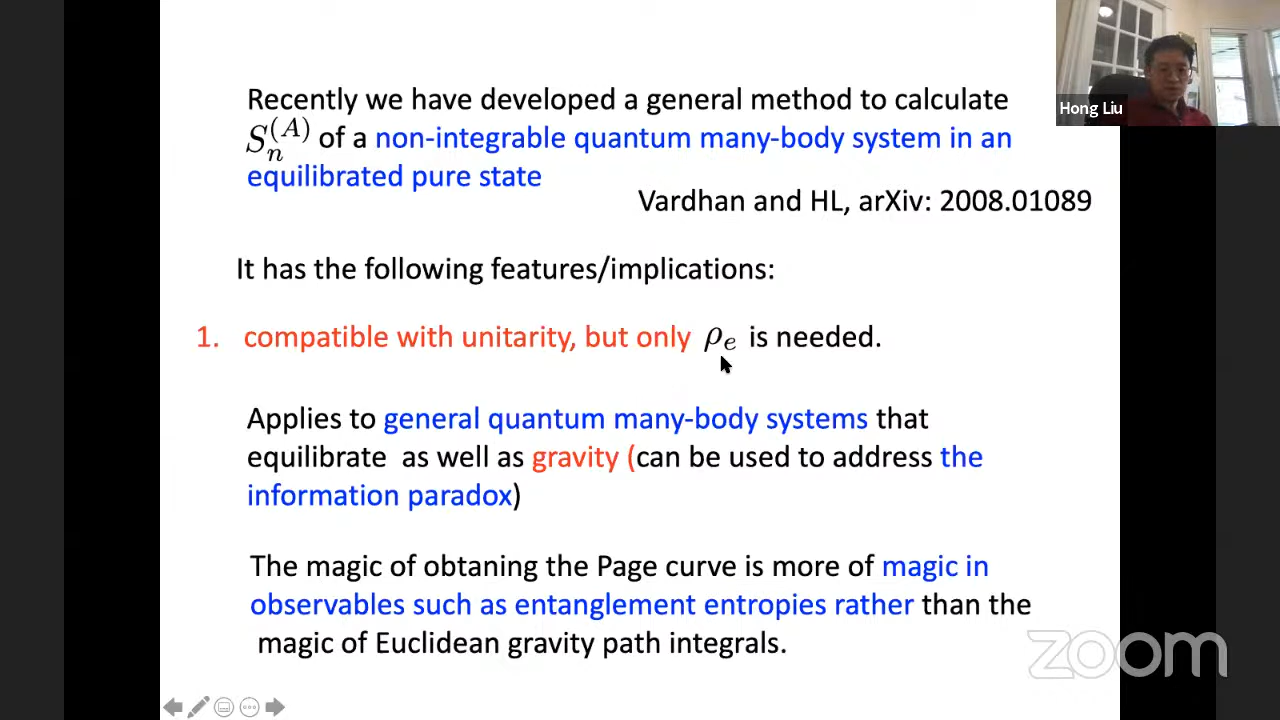 Recently we have developed a general method to calculate
S_n^{(A)} of a non-integrable quantum many-body system in an
equilibrated pure state
Vardhan and HL, arXiv: 2008.01089
It has the following features/implications:
1. compatible with unitarity, but only ρ_e is needed.
Applies to general quantum many-body systems that
equilibrate as well as gravity (can be used to address the
information paradox)
The magic of obtaning the Page curve is more of magic in
observables such as entanglement entropies rather than the
magic of Euclidean gravity path integrals.
Hong Liu
zoom